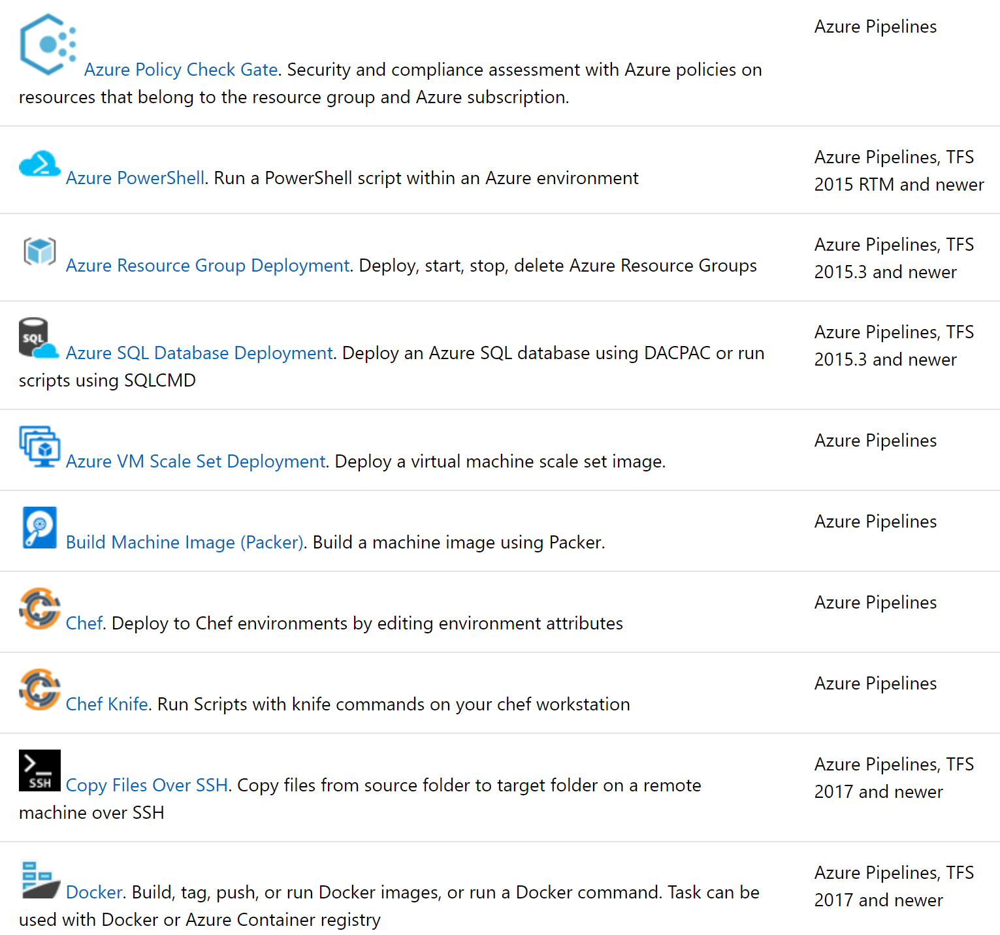 Azure Pipelines
Azure Policy Check Gate. Security and compliance assessment with Azure policies on
resources that belong to the resource group and Azure subscription.
Azure Pipelines, TFS
2015 RTM and newer
Azure PowerShell. Run a PowerShell script within an Azure environment
Azure Pipelines, TFS
2015.3 and newer
Azure Resource Group Deployment. Deploy, start, stop, delete Azure Resource Groups
SQL
Azure SQL Database Deployment. Deploy an Azure SQL database using DACPAC or run
scripts using SQLCMD
Azure Pipelines, TFS
2015.3 and newer
Azure VM Scale Set Deployment. Deploy a virtual machine scale set image.
Azure Pipelines
Build Machine Image (Packer). Build a machine image using Packer.
Azure Pipelines
Chef. Deploy to Chef environments by editing environment attributes
Azure Pipelines
Chef Knife. Run Scripts with knife commands on your chef workstation
Azure Pipelines
>_
SSH
Copy Files Over SSH. Copy files from source folder to target folder on a remote
machine over SSH
Azure Pipelines, TFS
2017 and newer
Docker. Build, tag, push, or run Docker images, or run a Docker command. Task can be
used with Docker or Azure Container registry
Azure Pipelines, TFS
2017 and newer